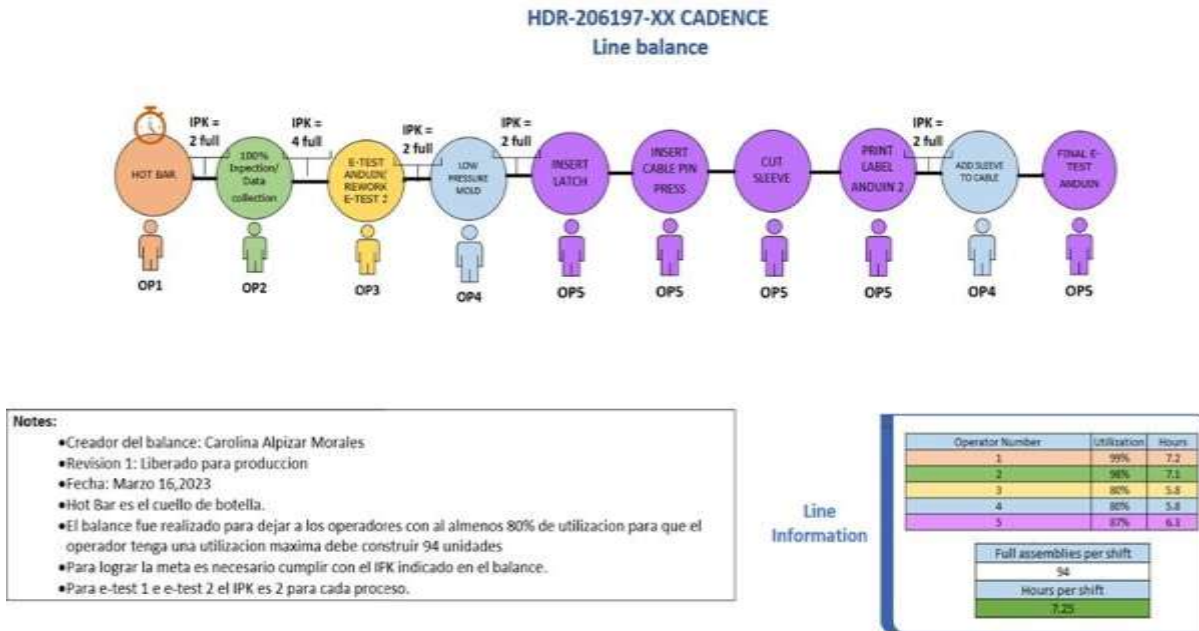 HDR-206197-XX CADENCE
Line balance
IPK =
2 full
IPK =
4 full
IPK =
2 full
IPK =
2 full
IPK =
2 full
HOT BAR
100%
Inpection/
Data
collection
E-TEST
ANDUIN/
REWORK
E-TEST 2
LOW
PRESSURE
MOLD
INSERT
LATCH
INSERT
CABLE PIN
PRESS
CUT
SLEEVE
PRINT
LABEL
ANDUIN 2
ADD SLEEVE
TO CABLE
FINAL E-
TEST
ANDUIN
OP1
OP2
OP3
OP4
OP5
OP5
OP5
OP5
OP4
OP5
Notes:
•Creador del balance: Carolina Alpizar Morales
•Revision 1: Liberado para produccion
•Fecha: Marzo 16,2023
•Hot Bar es el cuello de botella.
•El balance fue realizado para dejar a los operadores con al almenos 80% de utilizacion para que el
operador tenga una utilizacion maxima debe construir 94 unidades
•Para lograr la meta es necesario cumplir con el IPK indicado en el balance.
•Para e-test 1 e e-test 2 el IPK es 2 para cada proceso.
Line
Information
Operator Number Utilization Hours
1 99% 7.2
2 98% 7.1
3 80% 5.8
4 80% 5.8
5 87% 6.3
Full assemblies per shift
94
Hours per shift
7.25